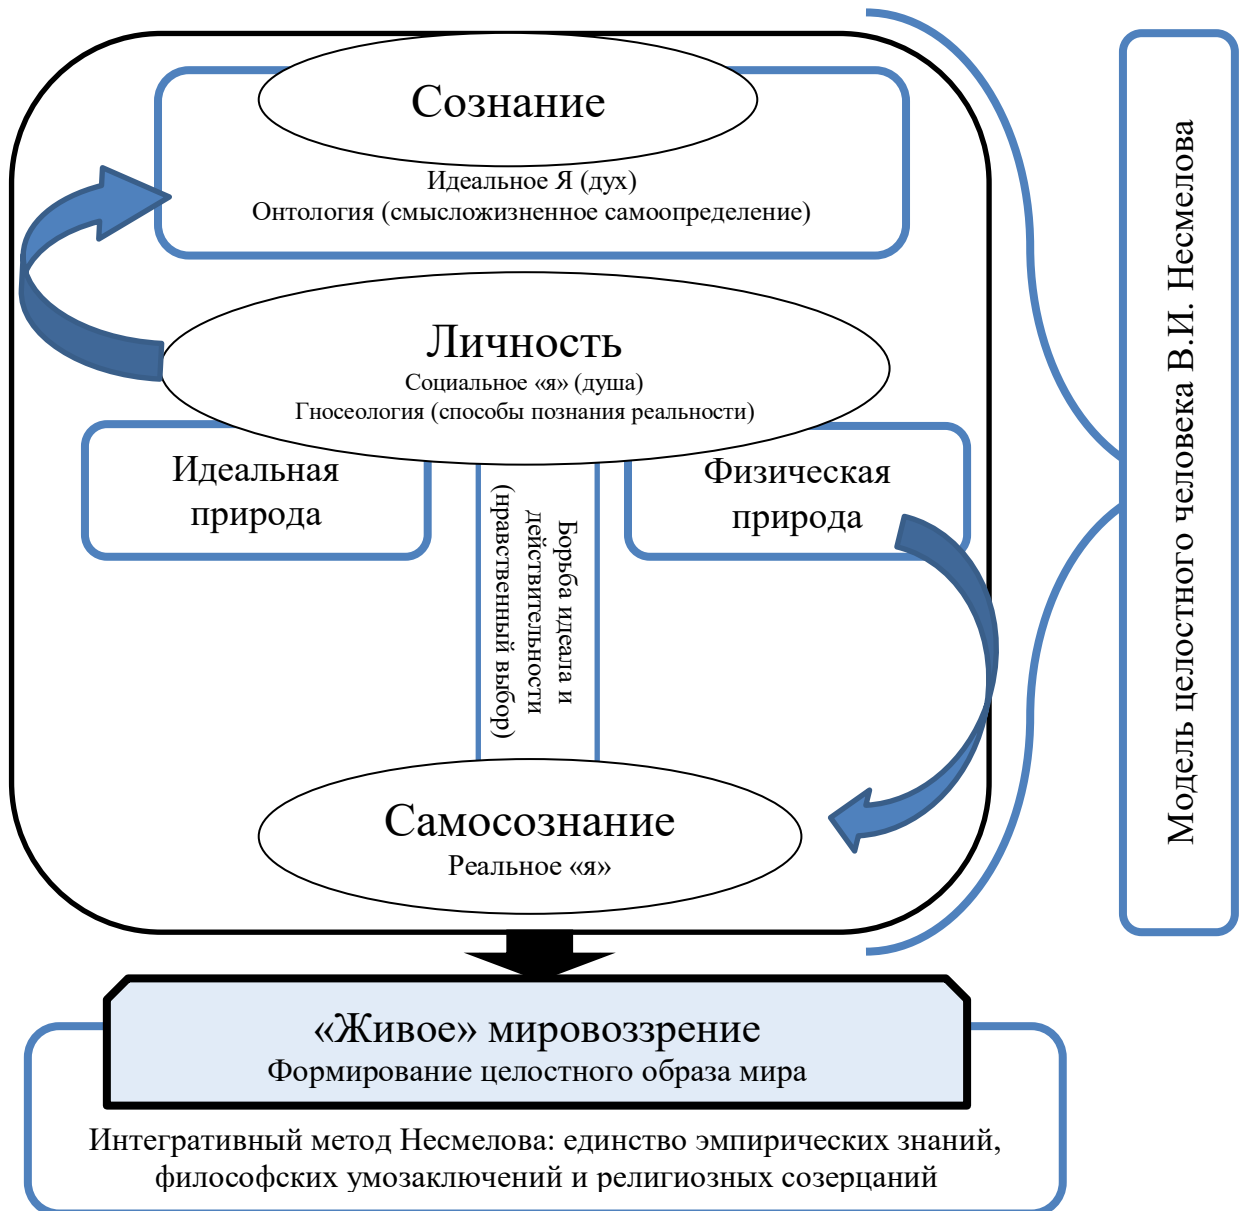 Сознание
Идеальное Я (дух)
Онтология (смысложизненное самоопределение)
Личность
Социальное «я» (душа)
Гносеология (способы познания реальности)
Идеальная
природа
Физическая
природа
Борьба идеала и
действительности
(нравственный выбор)
Самосознание
Реальное «я»
Модель целостного человека В.И. Несмелова
«Живое» мировоззрение
Формирование целостного образа мира
Интегративный метод Несмелова: единство эмпирических знаний,
философских умозаключений и религиозных созерцаний